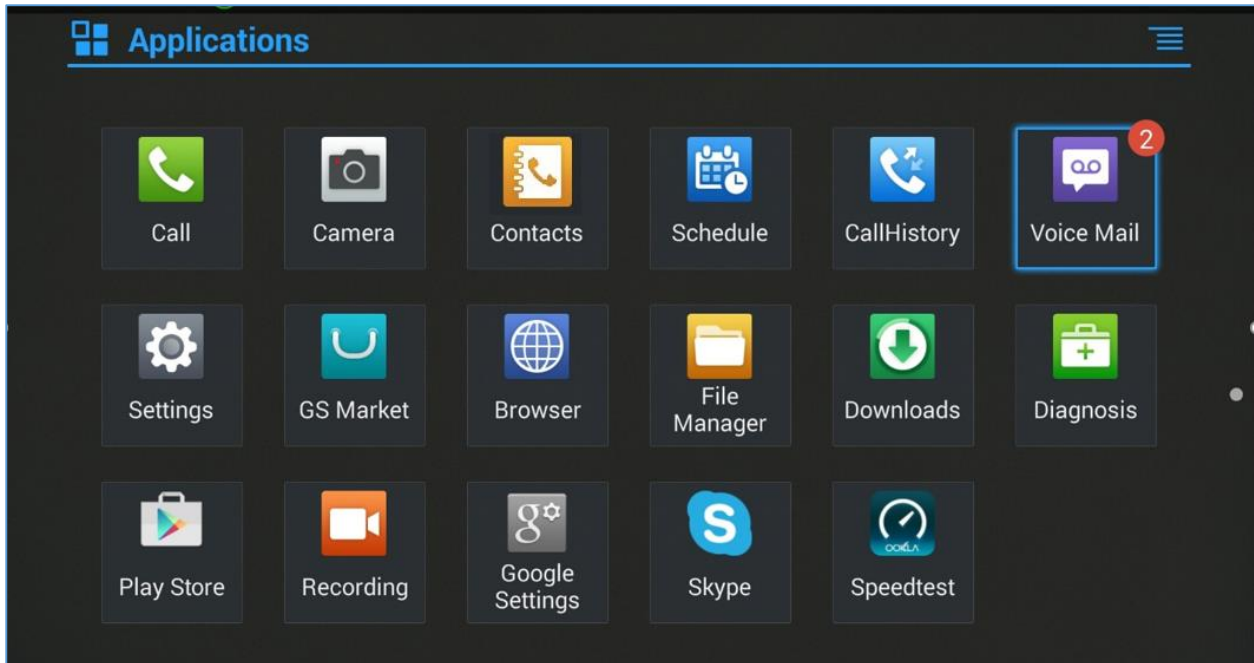 Applications
2
Call
Camera
Contacts
Schedule
CallHistory
Voice Mail
Settings
GS Market
Browser
File
Manager
Downloads
Diagnosis
Play Store
Recording
g
Google
Settings
S
Skype
OOKLA
Speedtest